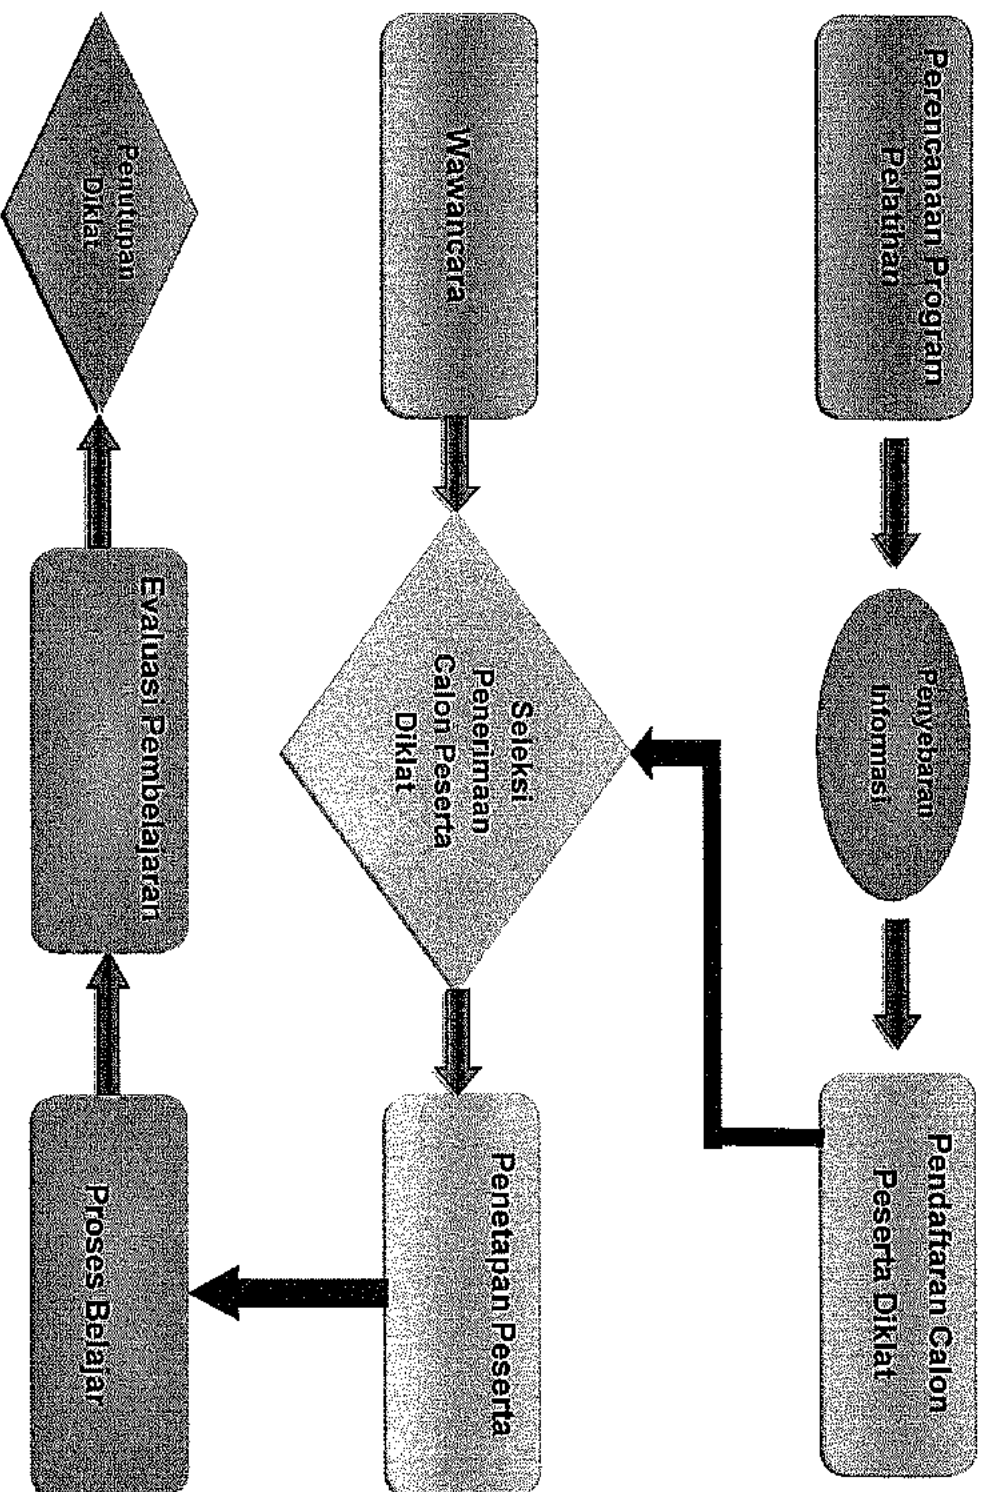 Perencanaan Program
Pelatihan
Penyebaran
Informasi
Pendaftaran Calon
Peserta Diklat
Wawancara
Seleksi
Penerimaan
Calon Peserta
Diklat
Penetapan Peserta
Proses Belajar
Evaluasi Pembelajaran
Penutupan
Diklat